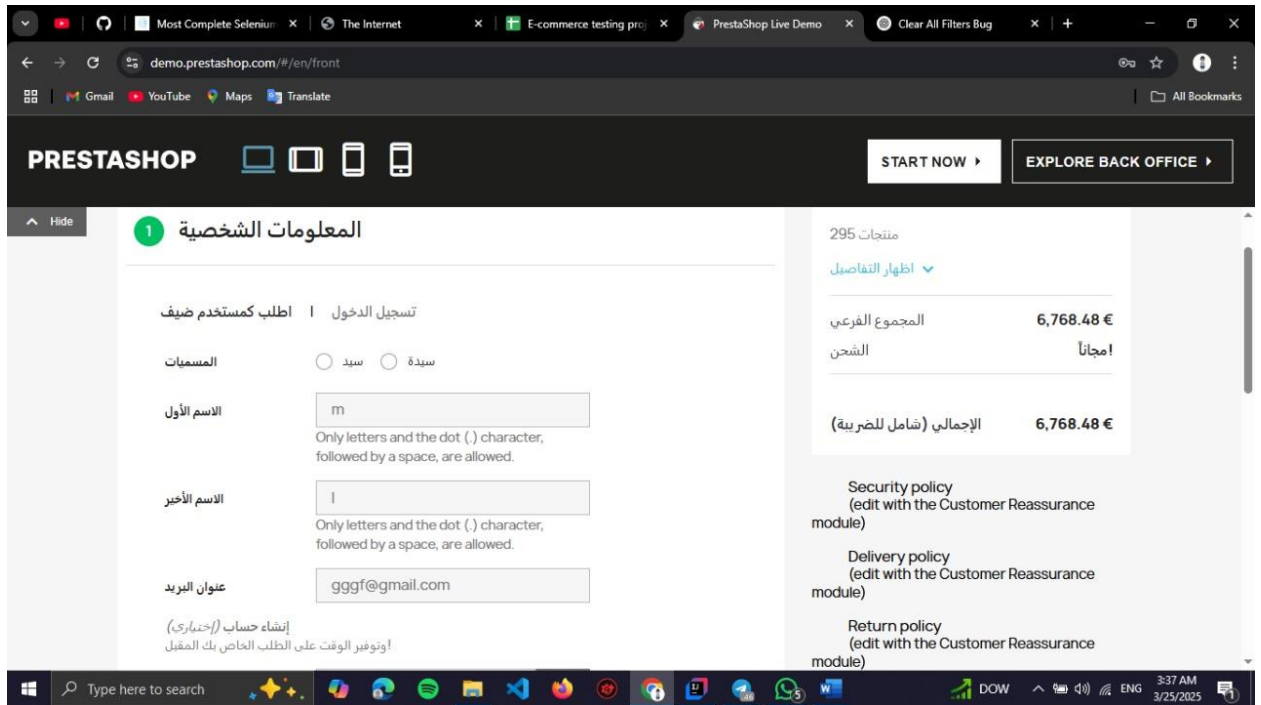 Most Complete Selenium
The Internet
E-commerce testing proj
PrestaShop Live Demo
Clear All Filters Bug
demo.prestashop.com/#/en/front
Gmail
YouTube
Maps
Translate
All Bookmarks
PRESTASHOP
START NOW
EXPLORE BACK OFFICE
Hide
1 المعلومات الشخصية
اطلب كمستخدم ضيف | تسجيل الدخول
المسميات
سيد
سيدة
الاسم الأول
m
Only letters and the dot (.) character,
followed by a space, are allowed.
الاسم الأخير
l
Only letters and the dot (.) character,
followed by a space, are allowed.
عنوان البريد
gggf@gmail.com
إنشاء حساب (إختياري)
وتوفير الوقت على الطلب الخاص بك المقبل!
295 منتجات
اظهار التفاصيل
المجموع الفرعي
6,768.48 €
الشحن
مجاناً!
الإجمالي (شامل للضريبة)
6,768.48 €
Security policy
(edit with the Customer Reassurance
module)
Delivery policy
(edit with the Customer Reassurance
module)
Return policy
(edit with the Customer Reassurance
module)
Type here to search
DOW
ENG
3:37 AM
3/25/2025